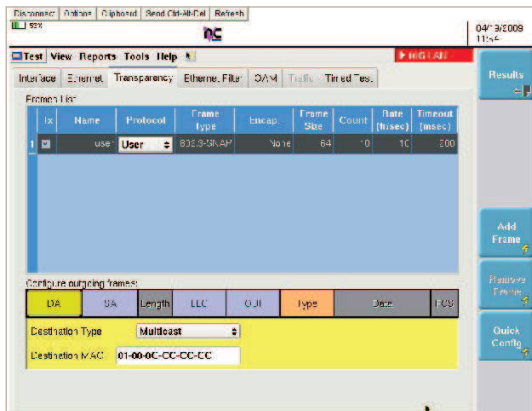 Disconnect Options Clipboard Send Ctrl-Alt-Del Refresh
53%
04/19/2009
Test View Reports Tools Help
Interface Ethernet Transparency Ethernet Filter OAM Traffic Timed Test
Results
Frames List
Tx Name Protocol Frame Type Encap. Frame Size Count Rate Timeout (msec)
1 user User 802.3-SNAP None 64 10 10 200
Add Frame
Remove Frame
Quick Config
Configure outgoing frames:
DA SA Length LLC OUI Type Data FCS
Destination Type Multicast
Destination MAC 01-00-0C-CC-CC-CC